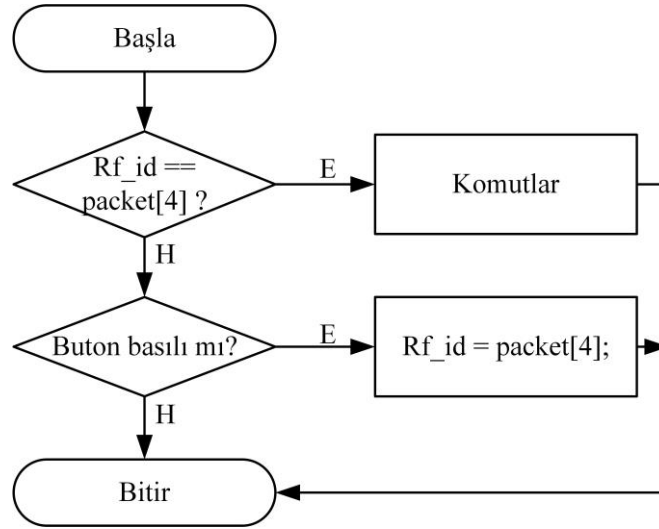 Başla
Rf_id ==
packet[4] ?
E
Komutlar
H
Buton basılı mı?
E
Rf_id = packet[4];
H
Bitir